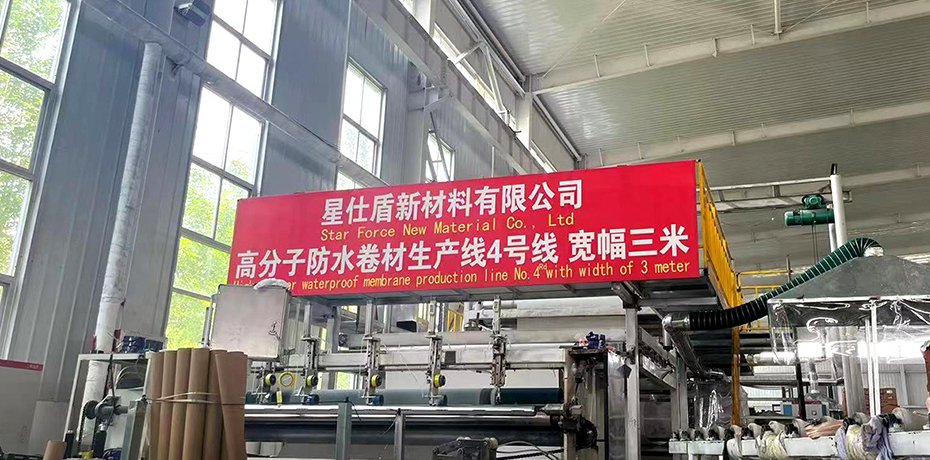 星仕盾新材料有限公司
Star Force New Material Co., Ltd
高分子防水卷材生产线4号线 宽幅三米
waterproof membrane production line No.4 with width of 3 meter